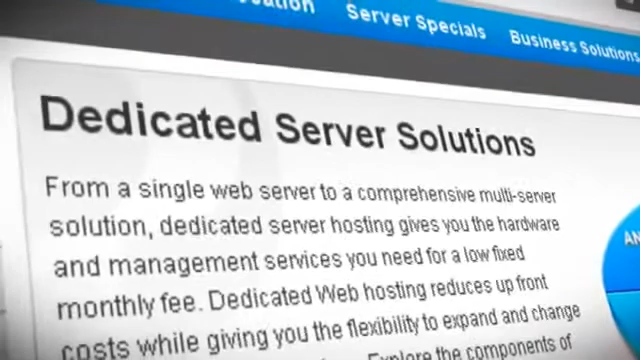 Server Specials
Business Solutions
Dedicated Server Solutions
From a single web server to a comprehensive multi-server
solution, dedicated server hosting gives you the hardware
and management services you need for a low fixed
monthly fee. Dedicated Web hosting reduces up front
costs while giving you the flexibility to expand and change
Explore the components of
AN